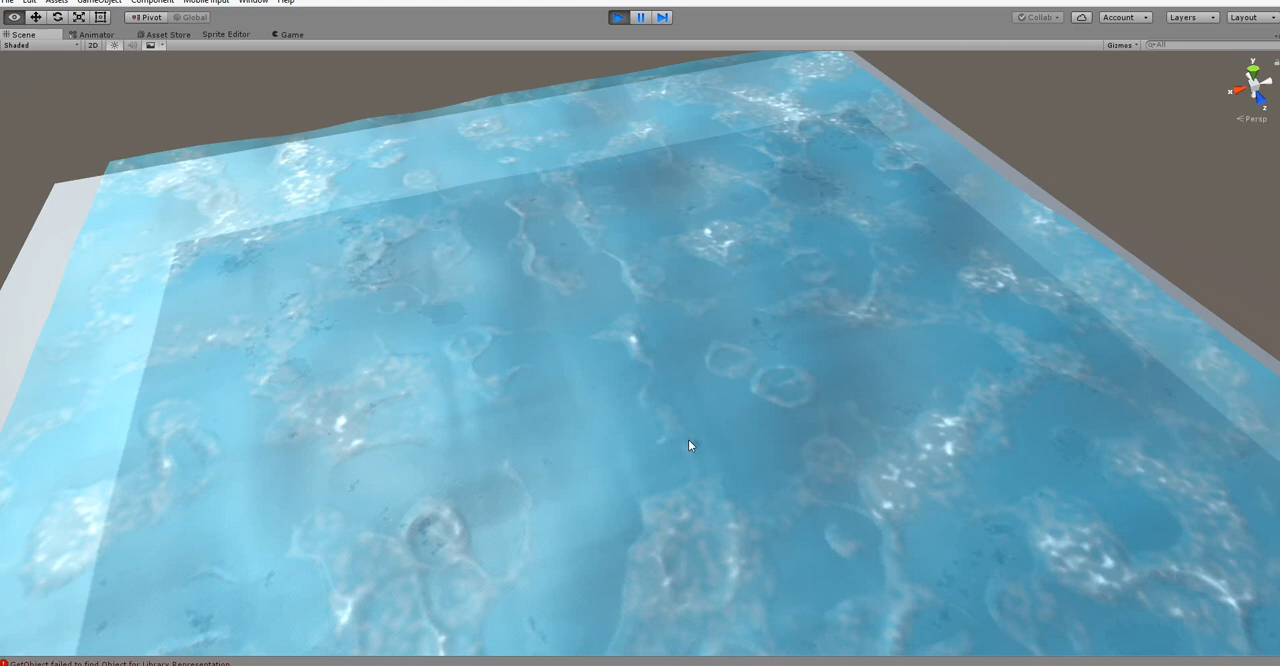 File Edit Assets GameObject Component Mobile Input Window Help
Pivot Global Collab Account Layers Layout
Scene Animator Asset Store Sprite Editor Game
Shaded 2D Gizmos All
y
x
z
Persp
GetObject failed to find Object for Library Representation